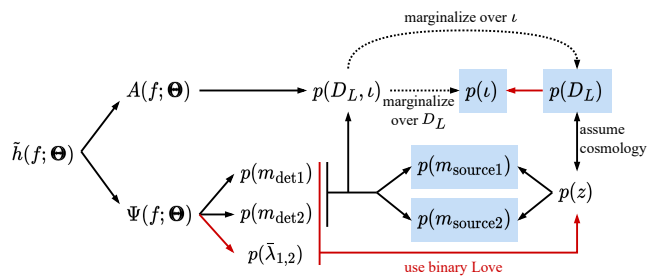 marginalize over ι
A(f;Θ)
p(D_L, ι)
p(ι)
p(D_L)
marginalize
over D_L
assume
cosmology
h̃(f;Θ)
p(m_det1)
p(m_source1)
p(z)
Ψ(f;Θ)
p(m_det2)
p(m_source2)
p(λ̄_1,2)
use binary Love